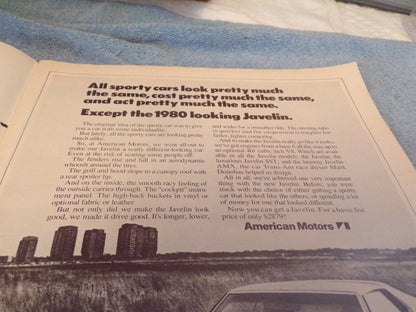 All sporty cars look pretty much
the same, cost pretty much the same,
and act pretty much the same.
Except the 1980 looking Javelin.
The original idea of the sporty car was to give
you a car with some individuality.
But lately, all the sporty cars are looking pretty
much alike.
So, at American Motors, we went all-out to
make our Javelin a really different-looking car.
Even at the risk of scaring some people off.
The fenders rise and fall in an aerodynamic
whoosh around the tires.
The grill and hood slope to a canopy roof with
a rear spoiler lip.
And on the inside, the smooth racy feeling of
the outside carries through. The "cockpit" instru-
ment panel. The high-back buckets in vinyl or
optional fabric or leather.
But not only did we make the Javelin look
good, we made it drive good. It's longer, lower,
and wider for a smoother ride. The steering ratio
is quicker and the suspension is tougher for
faster, tighter cornering.
And to make the Javelin really go like it looks,
we've got engines from a base 6 all the way up to
an optional 401 cubic inch V8. They're avail-
able in all the Javelin models: the Javelin, the
luxurious Javelin SST, and the brawny Javelin
AMX, the car Trans-Am race driver Mark
Donohue helped us design.
All in all, we've achieved one very important
thing with the new Javelin. Before, you were
stuck with the choice of either getting a sporty
car that looked like the others, or spending a lot
of money for one that looked different.
Now you can get a Javelin. For a basic list
price of only $2879!
American Motors